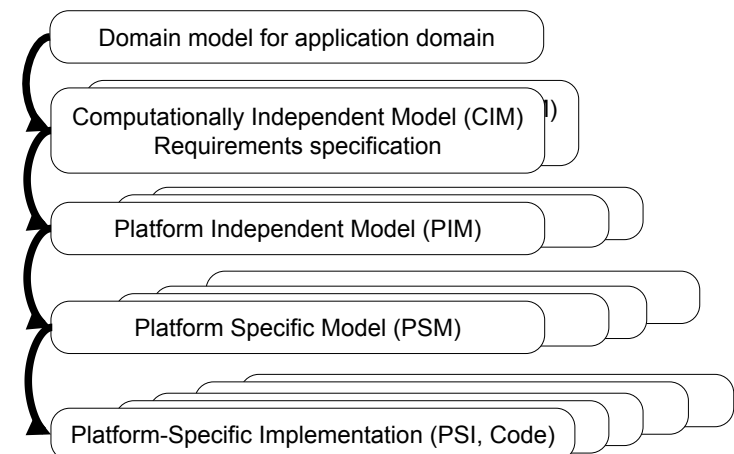 Domain model for application domain
Computationally Independent Model (CIM)
Requirements specification
Platform Independent Model (PIM)
Platform Specific Model (PSM)
Platform-Specific Implementation (PSI, Code)